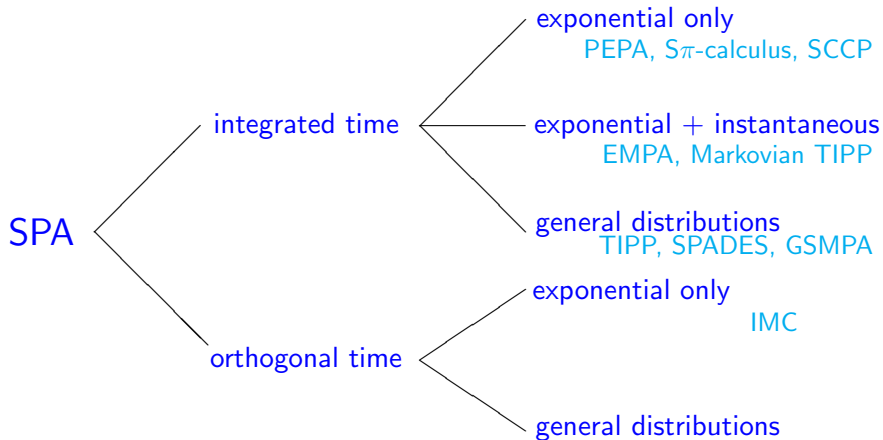 exponential only
PEPA, Sπ-calculus, SCCP
integrated time
exponential + instantaneous
EMPA, Markovian TIPP
general distributions
TIPP, SPADES, GSMPA
SPA
exponential only
IMC
orthogonal time
general distributions